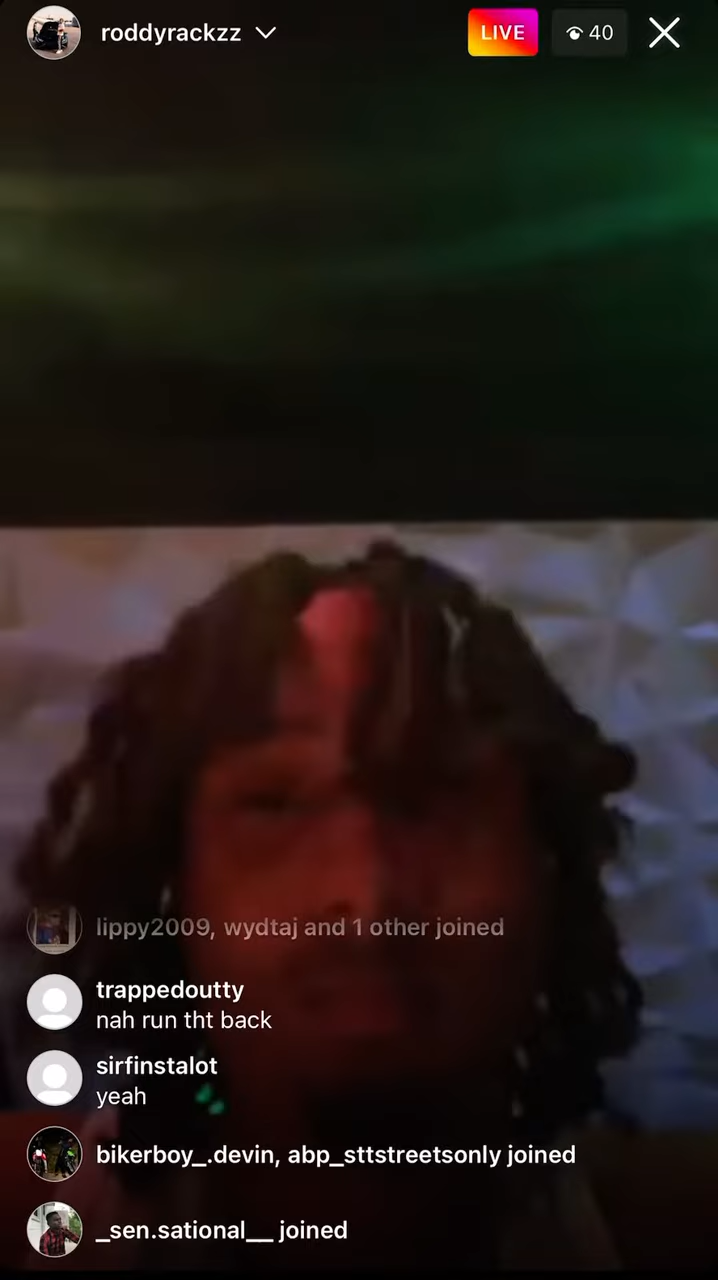 roddyrackzz
LIVE
40
lippy2009, wydtaj and 1 other joined
trappedoutty
nah run tht back
sirfinstalot
yeah
bikerboy_.devin, abp_sttstreetsonly joined
_sen.sational__ joined